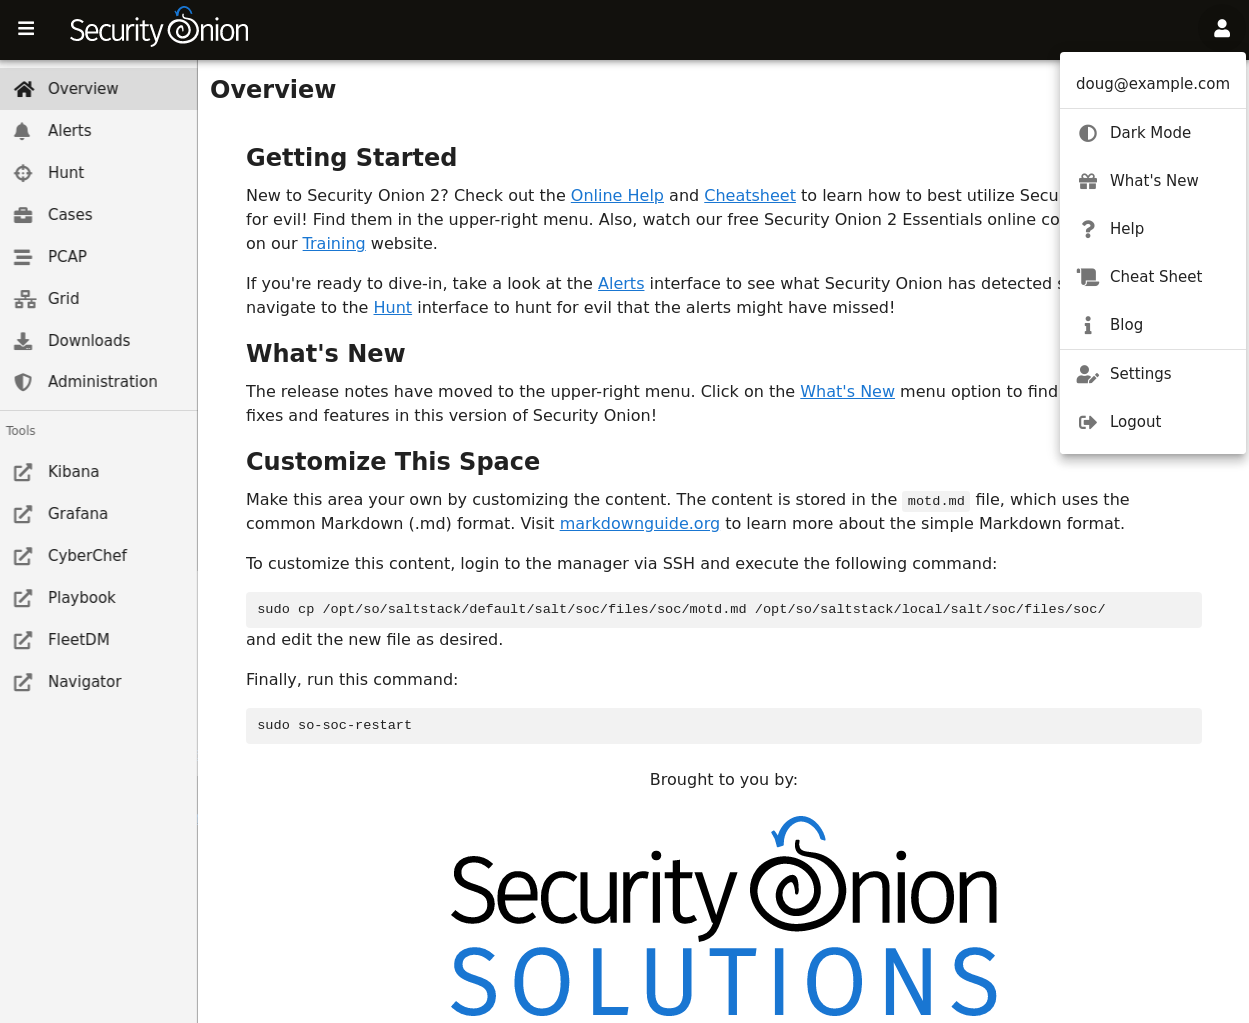 Security Onion
doug@example.com
Dark Mode
What's New
Help
Cheat Sheet
Blog
Settings
Logout
Overview
Alerts
Hunt
Cases
PCAP
Grid
Downloads
Administration
Tools
Kibana
Grafana
CyberChef
Playbook
FleetDM
Navigator
Overview
Getting Started
New to Security Onion 2? Check out the Online Help and Cheatsheet to learn how to best utilize
for evil! Find them in the upper-right menu. Also, watch our free Security Onion 2 Essentials online
on our Training website.
If you're ready to dive-in, take a look at the Alerts interface to see what Security Onion has detected
navigate to the Hunt interface to hunt for evil that the alerts might have missed!
What's New
The release notes have moved to the upper-right menu. Click on the What's New menu option to find
fixes and features in this version of Security Onion!
Customize This Space
Make this area your own by customizing the content. The content is stored in the motd.md file, which uses the
common Markdown (.md) format. Visit markdownguide.org to learn more about the simple Markdown format.
To customize this content, login to the manager via SSH and execute the following command:
sudo cp /opt/so/saltstack/default/salt/soc/files/soc/motd.md /opt/so/saltstack/local/salt/soc/files/soc/
and edit the new file as desired.
Finally, run this command:
sudo so-soc-restart
Brought to you by:
Security Onion
SOLUTIONS